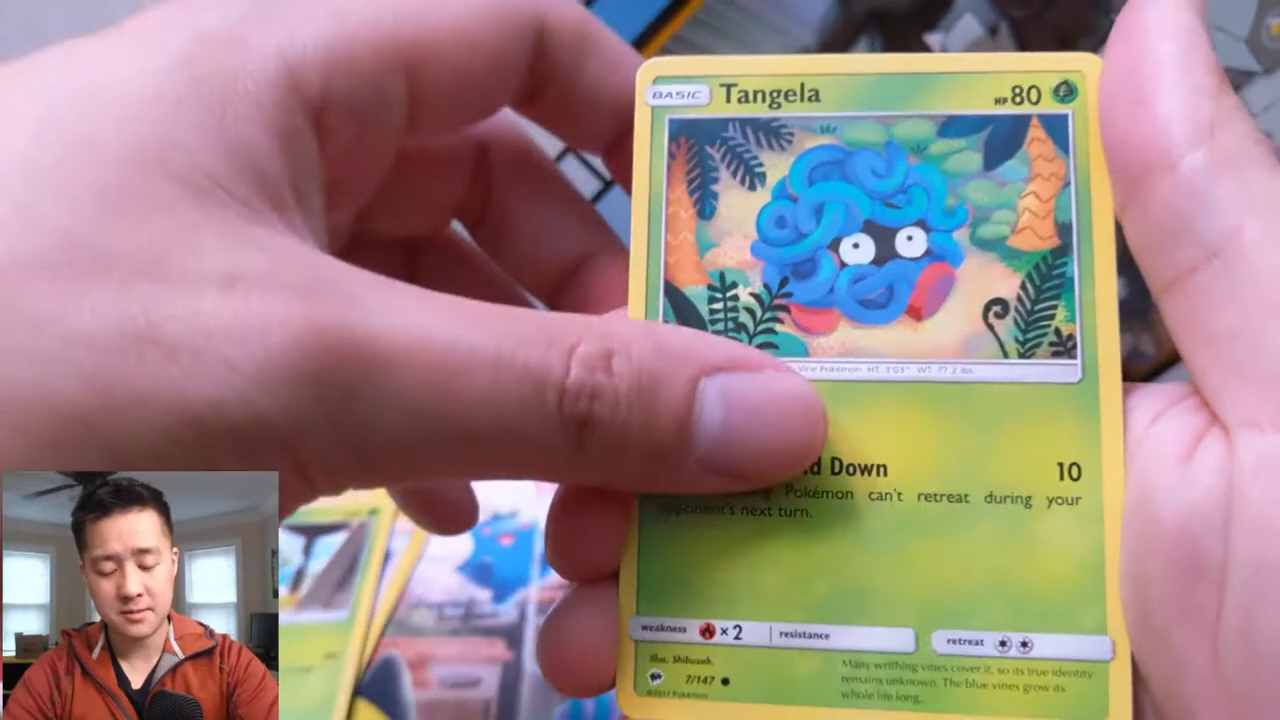 BASIC Tangela HP 80
Vine Pokémon HT: 3'03" WT: 77.2 lbs.
Down 10
Pokémon can't retreat during your
opponent's next turn.
weakness ×2 resistance retreat
Illus. Shibuzoh.
7/147
©2017 Pokémon
Many writhing vines cover it, so its true identity
remains unknown. The blue vines grow its
whole life long.